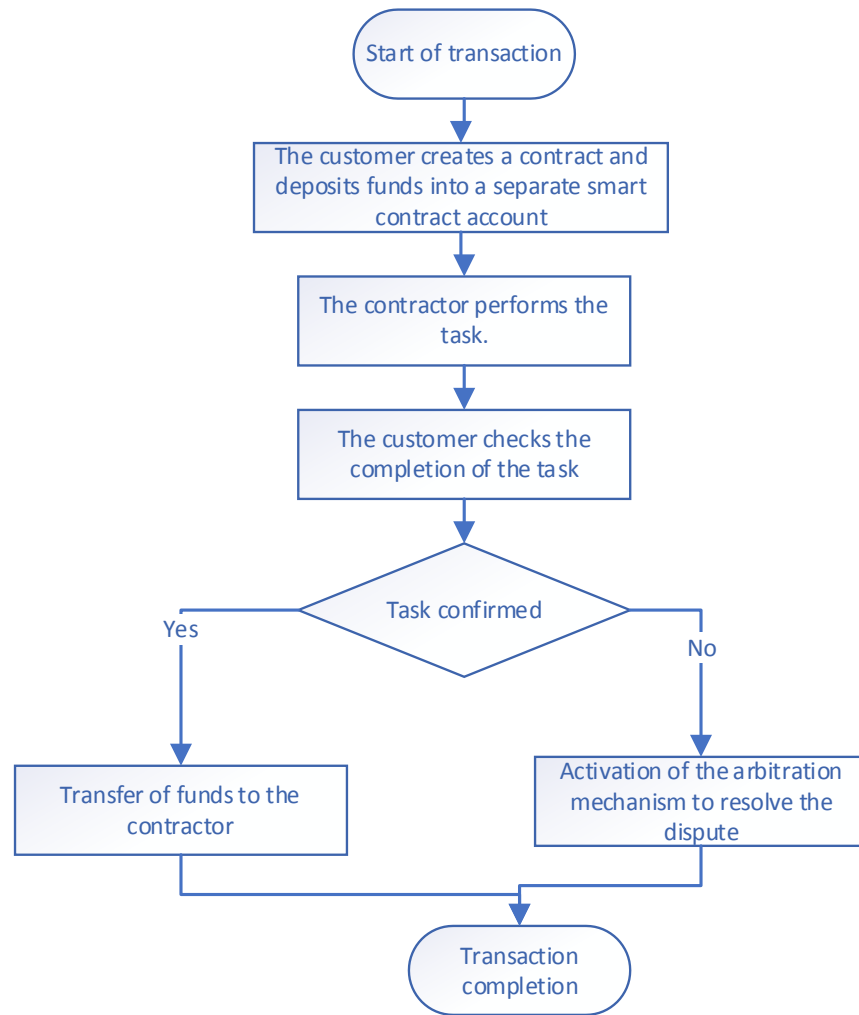 Start of transaction
The customer creates a contract and
deposits funds into a separate smart
contract account
The contractor performs the
task.
The customer checks the
completion of the task
Task confirmed
Yes
No
Transfer of funds to the
contractor
Activation of the arbitration
mechanism to resolve the
dispute
Transaction
completion